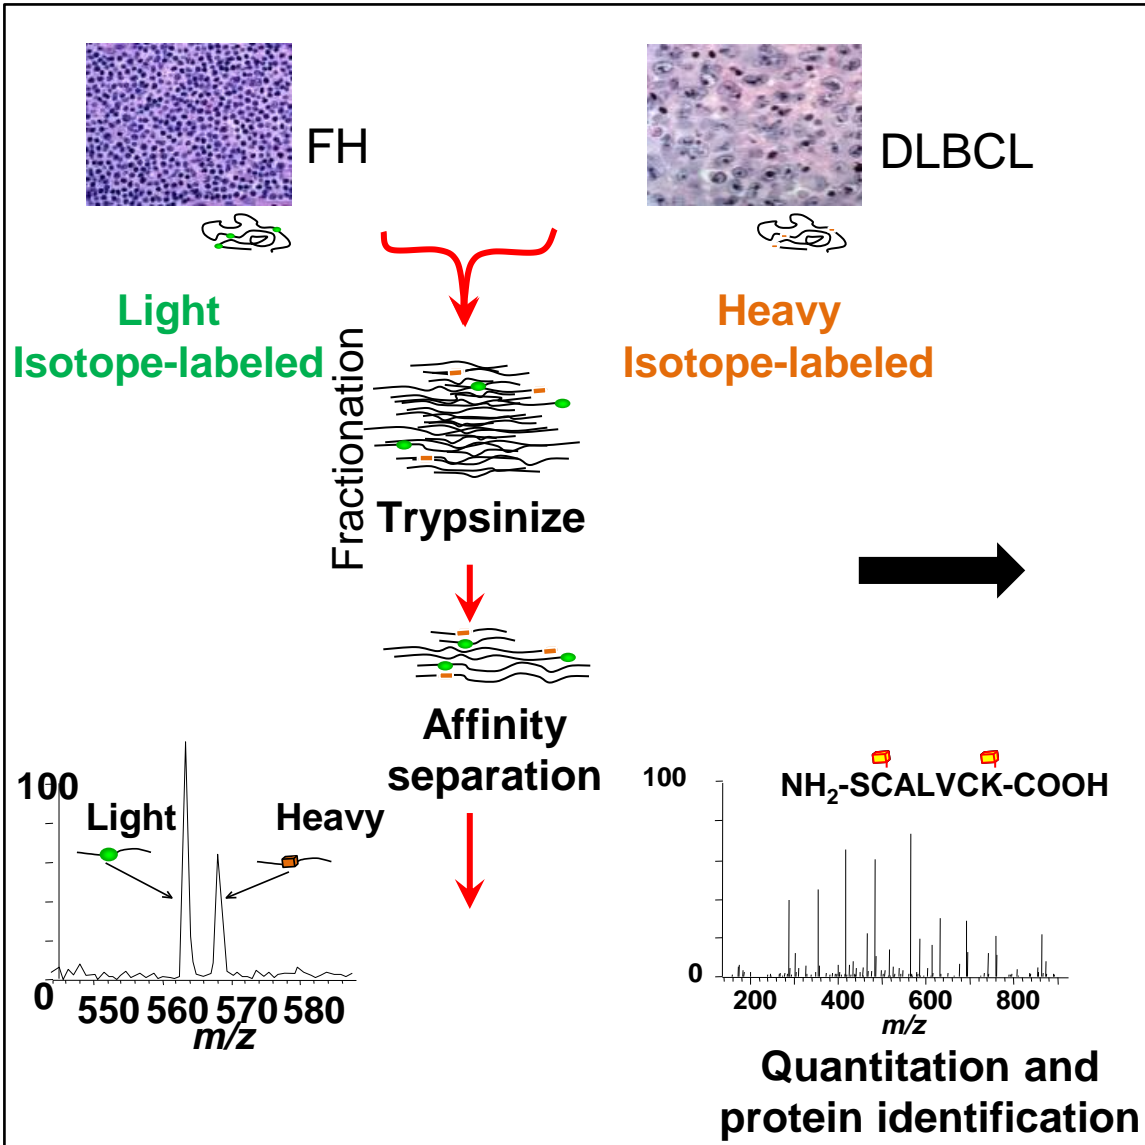 FH
DLBCL
Light
Isotope-labeled
Heavy
Isotope-labeled
Fractionation
Trypsinize
Affinity
separation
100
Light
Heavy
0
550 560 570 580
m/z
NH2-SCALVCK-COOH
100
0
200 400 600 800
m/z
Quantitation and
protein identification